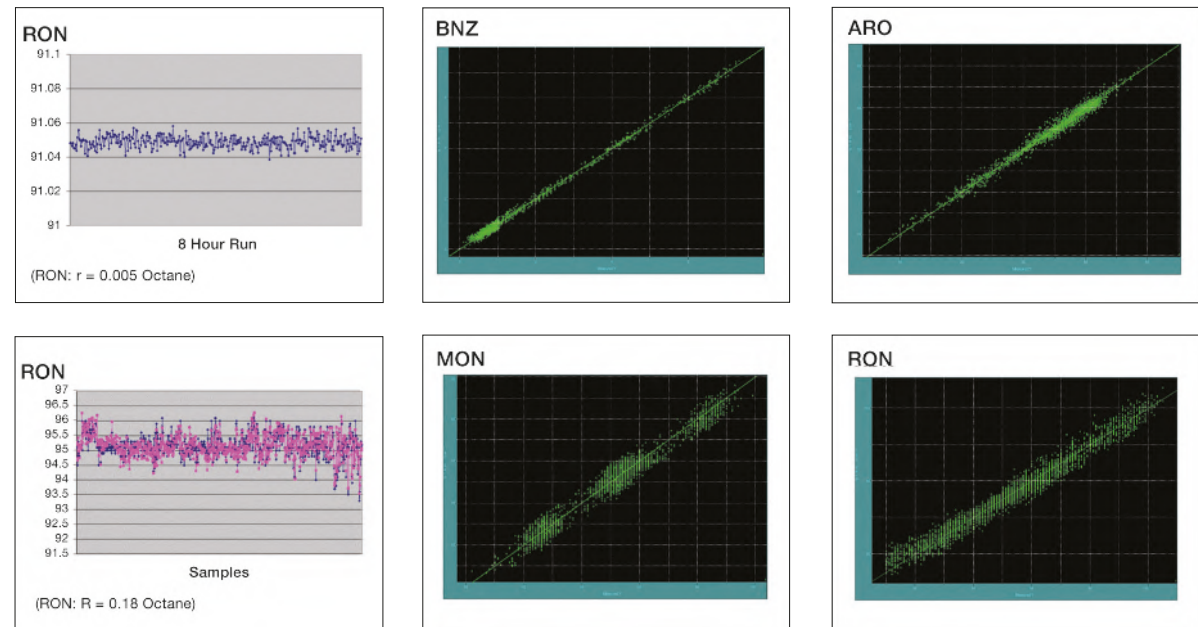 RON
91.1
91.08
91.06
91.04
91.02
91
8 Hour Run
(RON: r = 0.005 Octane)
BNZ
ARO
RON
97
96.5
96
95.5
95
94.5
94
93.5
93
92.5
92
91.5
Samples
(RON: R = 0.18 Octane)
MON
RON